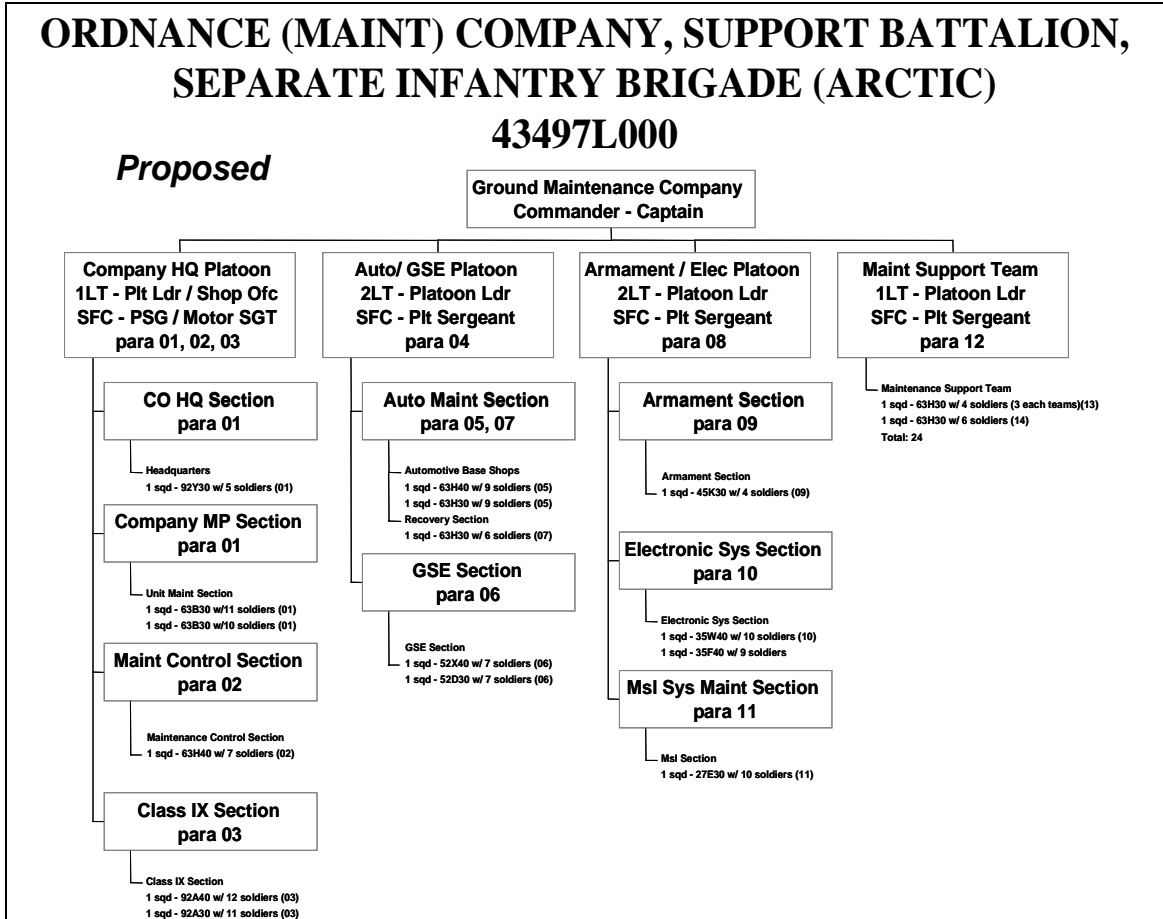 ORDNANCE (MAINT) COMPANY, SUPPORT BATTALION,
SEPARATE INFANTRY BRIGADE (ARCTIC)
43497L000
Proposed
Ground Maintenance Company
Commander - Captain
Company HQ Platoon
1LT - Plt Ldr / Shop Ofc
SFC - PSG / Motor SGT
para 01, 02, 03
CO HQ Section
para 01
Headquarters
1 sqd - 92Y30 w/ 5 soldiers (01)
Company MP Section
para 01
Unit Maint Section
1 sqd - 63B30 w/11 soldiers (01)
1 sqd - 63B30 w/10 soldiers (01)
Maint Control Section
para 02
Maintenance Control Section
1 sqd - 63H40 w/ 7 soldiers (02)
Class IX Section
para 03
Class IX Section
1 sqd - 92A40 w/ 12 soldiers (03)
1 sqd - 92A30 w/ 11 soldiers (03)
Auto/ GSE Platoon
2LT - Platoon Ldr
SFC - Plt Sergeant
para 04
Auto Maint Section
para 05, 07
Automotive Base Shops
1 sqd - 63H40 w/ 9 soldiers (05)
1 sqd - 63H30 w/ 9 soldiers (05)
Recovery Section
1 sqd - 63H30 w/ 6 soldiers (07)
GSE Section
para 06
GSE Section
1 sqd - 52X40 w/ 7 soldiers (06)
1 sqd - 52D30 w/ 7 soldiers (06)
Armament / Elec Platoon
2LT - Platoon Ldr
SFC - Plt Sergeant
para 08
Armament Section
para 09
Armament Section
1 sqd - 45K30 w/ 4 soldiers (09)
Electronic Sys Section
para 10
Electronic Sys Section
1 sqd - 35W40 w/ 10 soldiers (10)
1 sqd - 35F40 w/ 9 soldiers
Msl Sys Maint Section
para 11
Msl Section
1 sqd - 27E30 w/ 10 soldiers (11)
Maint Support Team
1LT - Platoon Ldr
SFC - Plt Sergeant
para 12
Maintenance Support Team
1 sqd - 63H30 w/ 4 soldiers (3 each teams)(13)
1 sqd - 63H30 w/ 6 soldiers (14)
Total: 24